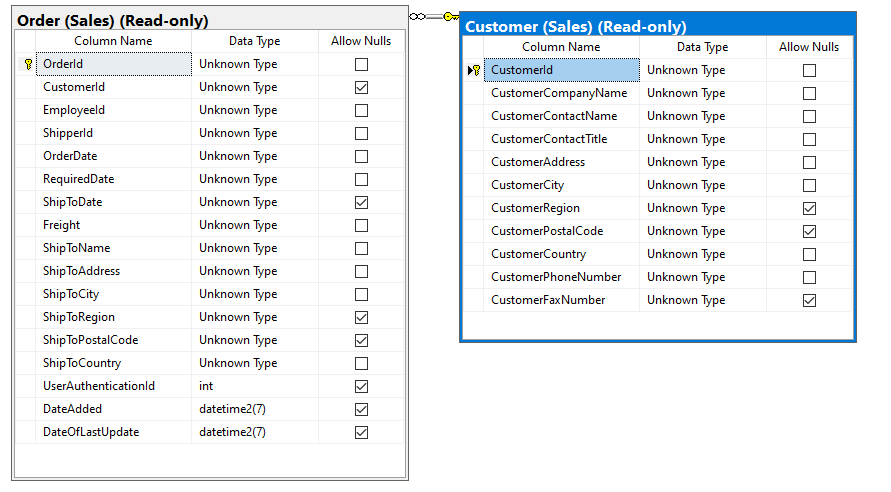 Order (Sales) (Read-only)
Column Name Data Type Allow Nulls
OrderId Unknown Type
CustomerId Unknown Type
EmployeeId Unknown Type
ShipperId Unknown Type
OrderDate Unknown Type
RequiredDate Unknown Type
ShipToDate Unknown Type
Freight Unknown Type
ShipToName Unknown Type
ShipToAddress Unknown Type
ShipToCity Unknown Type
ShipToRegion Unknown Type
ShipToPostalCode Unknown Type
ShipToCountry Unknown Type
UserAuthenticationId int
DateAdded datetime2(7)
DateOfLastUpdate datetime2(7)
Customer (Sales) (Read-only)
Column Name Data Type Allow Nulls
CustomerId Unknown Type
CustomerCompanyName Unknown Type
CustomerContactName Unknown Type
CustomerContactTitle Unknown Type
CustomerAddress Unknown Type
CustomerCity Unknown Type
CustomerRegion Unknown Type
CustomerPostalCode Unknown Type
CustomerCountry Unknown Type
CustomerPhoneNumber Unknown Type
CustomerFaxNumber Unknown Type